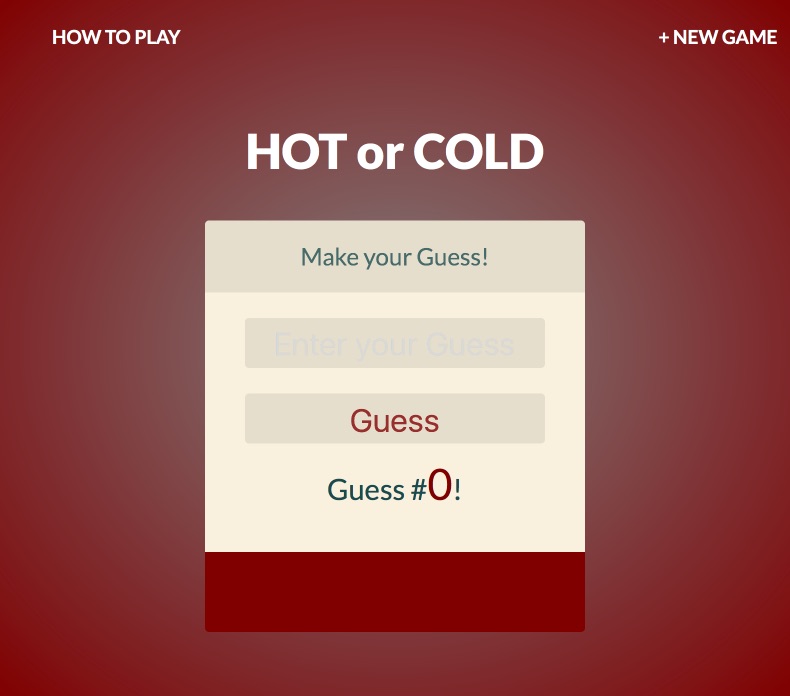 HOW TO PLAY
+ NEW GAME
HOT or COLD
Make your Guess!
Enter your Guess
Guess
Guess #0!